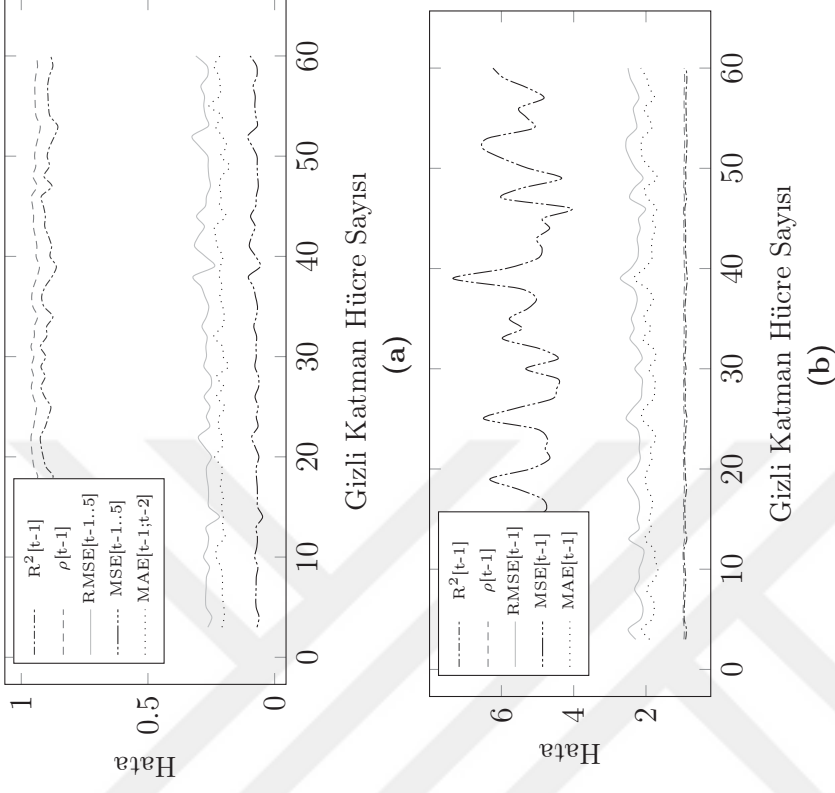 1
0.5
0
Hata
R²[t-1]
ρ[t-1]
RMSE[t-1..5]
MSE[t-1..5]
MAE[t-1;t-2]
0
10
20
30
40
50
60
Gizli Katman Hücre Sayısı
(a)
6
4
2
Hata
R²[t-1]
ρ[t-1]
RMSE[t-1]
MSE[t-1]
MAE[t-1]
0
10
20
30
40
50
60
Gizli Katman Hücre Sayısı
(b)